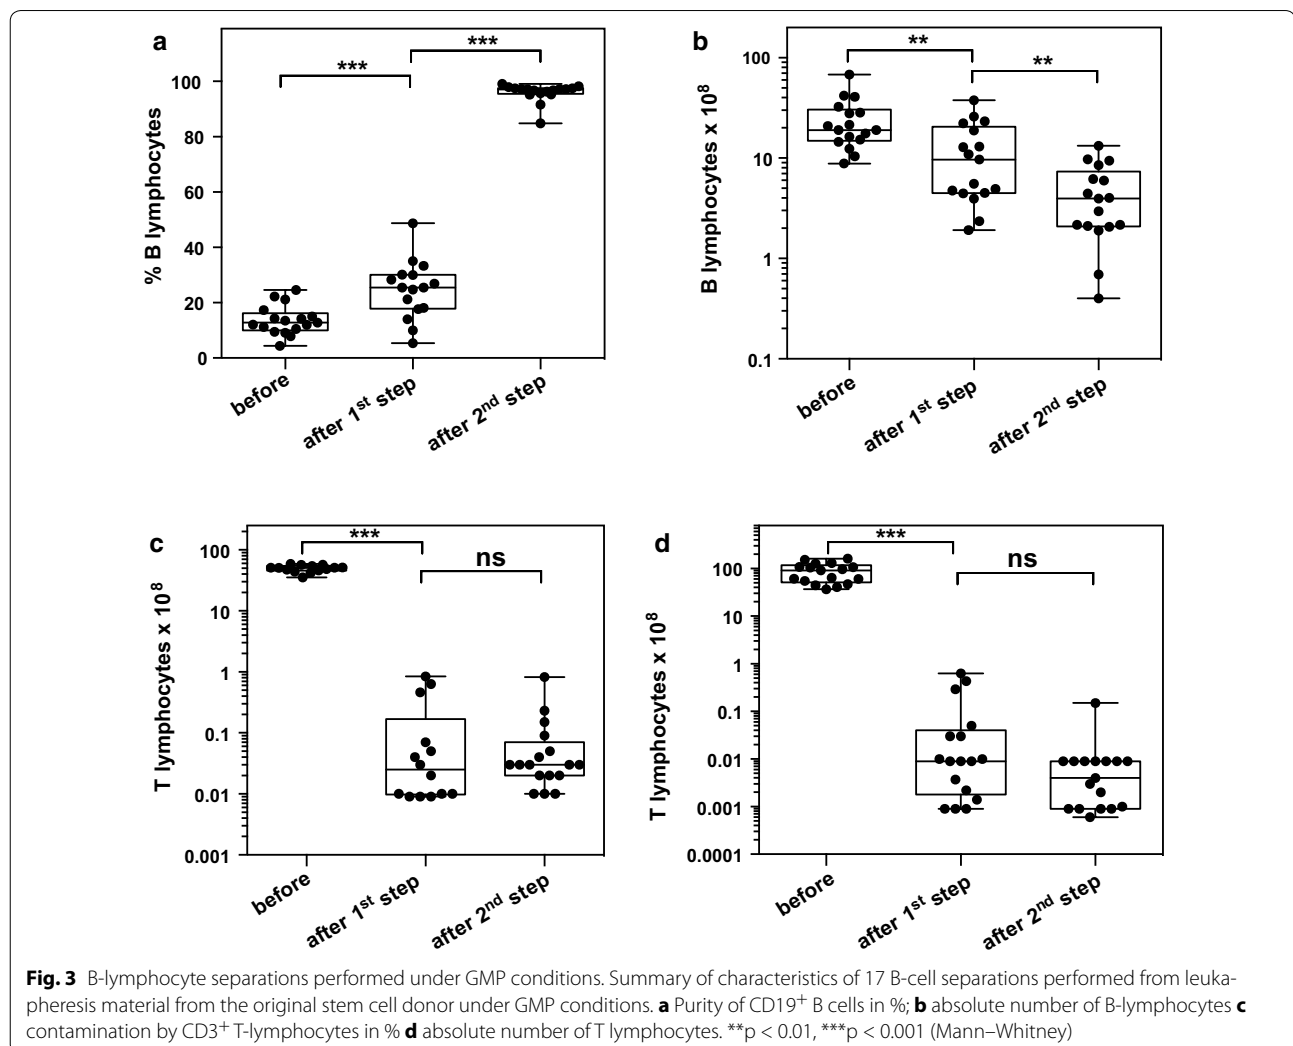 a
***
***
% B lymphocytes
100
80
60
40
20
0
before
after 1st step
after 2nd step
b
**
**
B lymphocytes x 10⁸
100
10
1
0.1
before
after 1st step
after 2nd step
c
***
ns
T lymphocytes x 10⁸
100
10
1
0.1
0.01
0.001
before
after 1st step
after 2nd step
d
***
ns
T lymphocytes x 10⁸
100
10
1
0.1
0.01
0.001
0.0001
before
after 1st step
after 2nd step
Fig. 3 B-lymphocyte separations performed under GMP conditions. Summary of characteristics of 17 B-cell separations performed from leuka-
pheresis material from the original stem cell donor under GMP conditions. a Purity of CD19⁺ B cells in %; b absolute number of B-lymphocytes c
contamination by CD3⁺ T-lymphocytes in % d absolute number of T lymphocytes. **p < 0.01, ***p < 0.001 (Mann–Whitney)